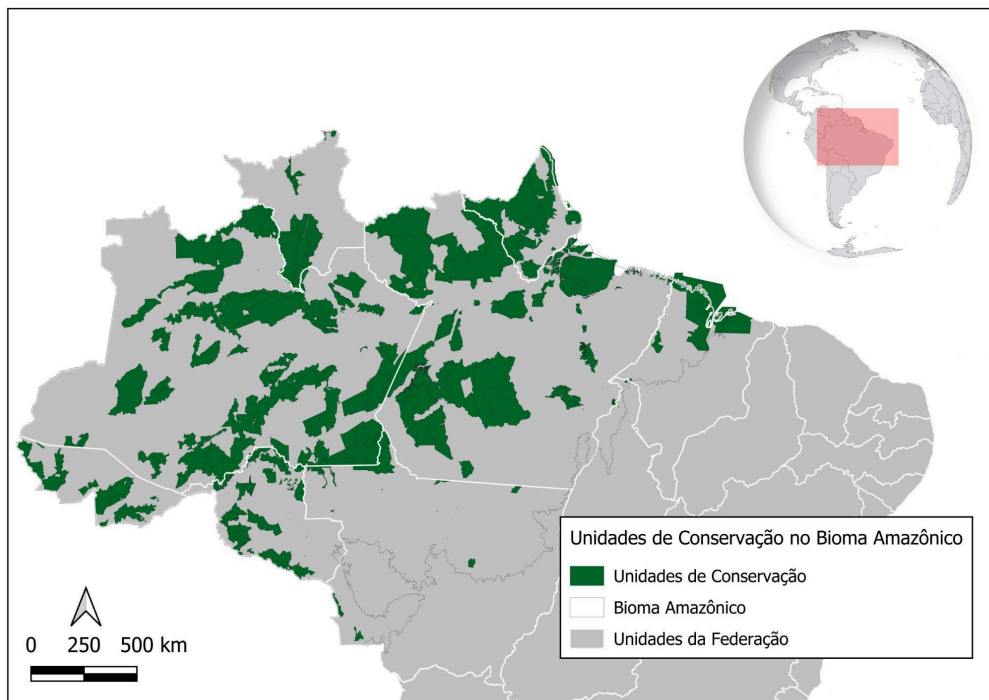 Unidades de Conservação no Bioma Amazônico
Unidades de Conservação
Bioma Amazônico
Unidades da Federação
0 250 500 km